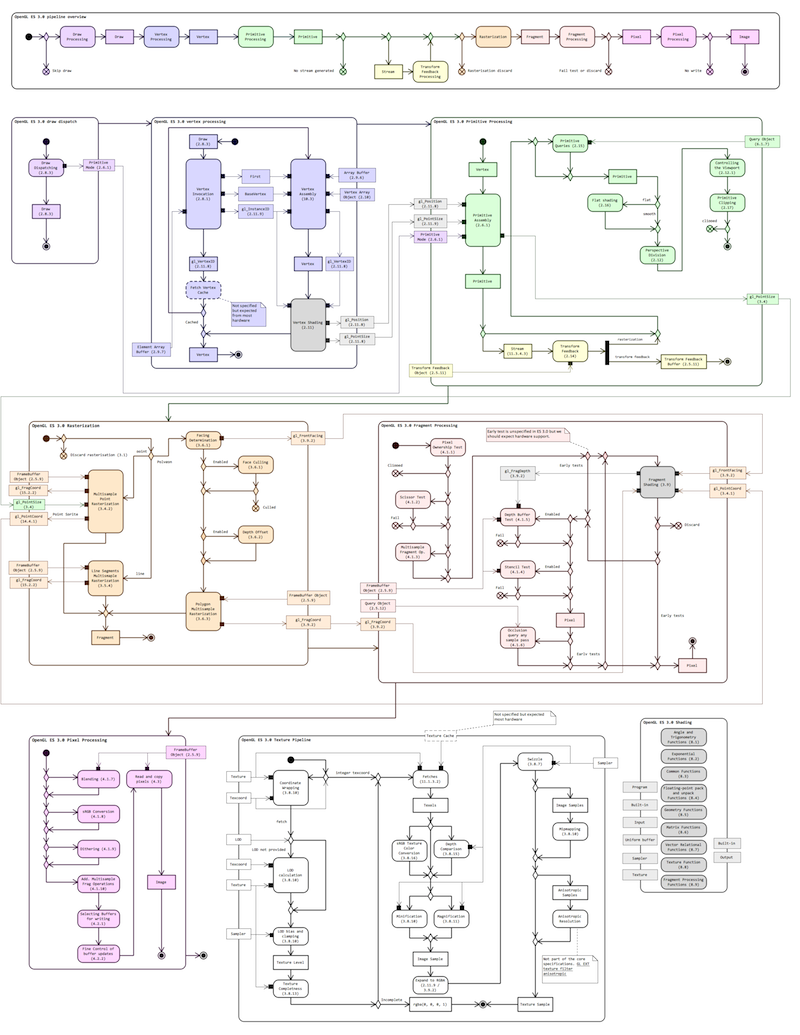 OpenGL ES 3.0 pipeline overview
Draw
Processing
Draw
Vertex
Processing
Vertex
Primitive
Processing
Primitive
Rasterisation
Fragment
Fragment
Processing
Pixel
Pixel
Processing
Image
Skip draw
No stream generated
Stream
Transform
Feedback
Processing
Rasterisation discard
Fail test or discard
No write
OpenGL ES 3.0 draw dispatch
Draw
Dispatching
(2.8.3)
Primitive
Mode (2.6.1)
Draw
(2.8.3)
OpenGL ES 3.0 vertex processing
Draw
(2.8.3)
Vertex
Invocation
(2.8.1)
First
BaseVertex
gl_InstanceID
(2.11.9)
Vertex
Assembly
(10.3)
Array Buffer
(2.9.6)
Vertex Array
Object (2.10)
gl_VertexID
(2.11.8)
Fetch Vertex
Cache
Not specified
but expected
from most
hardware
Cached
Vertex
gl_VertexID
(2.11.8)
Vertex
Vertex Shading
(2.11)
gl_Position
(2.11.8)
gl_PointSize
(2.11.8)
Element Array
Buffer (2.9.7)
OpenGL ES 3.0 Primitive Processing
Vertex
gl_Position
(2.11.8)
gl_PointSize
(2.11.8)
Primitive
Mode (2.6.1)
Primitive
Assembly
(2.6.1)
Primitive
Primitive
Queries (2.15)
Query Object
(6.1.7)
Primitive
Flat shading
(2.16)
flat
smooth
Perspective
Division
(2.12)
Controlling
the Viewport
(2.12.1)
Primitive
Clipping
(2.17)
Clipped
gl_PointSize
(3.4)
Stream
Transform
Feedback
(2.14)
rasterization
transform feedback
Transform Feedback
Buffer (2.5.11)
Transform Feedback
Object (2.5.11)
OpenGL ES 3.0 Rasterization
Discard rasterisation (3.1)
point
Polygon
Facing
Determination
(3.6.1)
gl_FrontFacing
(3.9.2)
Enabled
Face Culling
(3.6.1)
Culled
FrameBuffer
Object (2.5.9)
gl_FragCoord
(15.2.2)
gl_PointSize
(3.4)
gl_PointCoord
(14.4.1)
Point Sprite
Multisample
Point
Rasterization
(3.4.2)
Enabled
Depth Offset
(3.6.2)
FrameBuffer
Object (2.5.9)
gl_FragCoord
(15.2.2)
Line Segments
Multisample
Rasterization
(3.5.4)
line
Polygon
Multisample
Rasterization
(3.6.3)
FrameBuffer Object
(2.5.9)
gl_FragCoord
(3.9.2)
Fragment
OpenGL ES 3.0 Fragment Processing
Early test is unspecified in ES 3.0 but we
should expect hardware support.
Pixel
Ownership Test
(4.1.1)
Early tests
Scissor Test
(4.1.2)
Fail
Multisample
Fragment Op.
(4.1.3)
gl_FragDepth
(3.9.2)
Depth Buffer
Test (4.1.5)
Enabled
Fail
Stencil Test
(4.1.4)
Enabled
Fail
Pixel
Occlusion
query any
sample pass
(4.1.6)
Early tests
Fragment
Shading (3.9)
gl_FrontFacing
(3.9.2)
gl_PointCoord
(3.4.1)
Discard
Early tests
Pixel
FrameBuffer
Object (2.5.9)
Query Object
(2.5.12)
gl_FragCoord
(3.9.2)
OpenGL ES 3.0 Pixel Processing
FrameBuffer
Object (2.5.9)
Blending (4.1.7)
Read and copy
pixels (4.3)
sRGB Conversion
(4.1.8)
Dithering (4.1.9)
Add. Multisample
Frag Operations
(4.1.10)
Selecting Buffers
for writing
(4.2.1)
Fine Control of
buffer updates
(4.2.2)
Image
OpenGL ES 3.0 Texture Pipeline
Not specified but expected
most hardware
Texture Cache
Texture
Texcoord
Coordinate
Wrapping
(3.8.10)
Integer texcoord
Fetch
LOD
LOD not provided
Texcoord
Texture
LOD
calculation
(3.8.10)
Sampler
LOD bias and
clamping
(3.8.10)
Texture Level
Texture
Completness
(3.8.13)
Incomplete
rgba(0, 0, 0, 1)
Fetches
(11.1.3.2)
Texels
sRGB Texture
Color
Conversion
(3.8.16)
Depth
Comparison
(3.8.15)
Minification
(3.8.10)
Magnification
(3.8.11)
Image Sample
Expand to RGBA
(2.11.9 /
3.9.2)
Swizzle
(3.8.7)
Sampler
Image Samples
Mipmapping
(3.8.10)
Anisotropic
Samples
Anisotropic
Resolution
Not part of the core
specifications: GL EXT
texture filter
anisotropic
Texture Sample
OpenGL ES 3.0 Shading
Angle and
Trigonometry
Functions (8.1)
Exponential
Functions (8.2)
Common Functions
(8.3)
Floating-point pack
and unpack
Functions (8.4)
Geometry Functions
(8.5)
Matrix Functions
(8.6)
Vector Relational
Functions (8.7)
Texture Function
(8.8)
Fragment Processing
Functions (8.9)
Program
Built-in
Input
Uniform buffer
Sampler
Texture
Built-in
Output